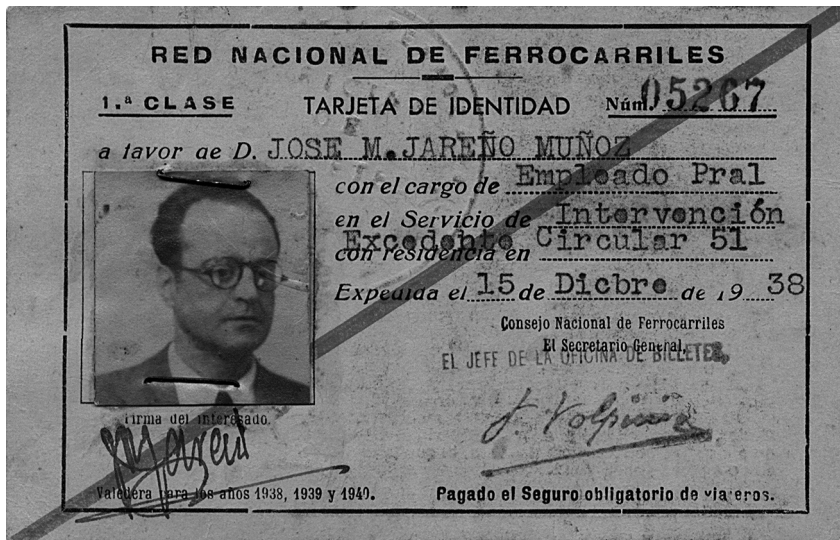 RED NACIONAL DE FERROCARRILES
1.ª CLASE TARJETA DE IDENTIDAD Núm. 05267
a favor de D. JOSE M. JAREÑO MUÑOZ
con el cargo de Empleado Pral
en el Servicio de Intervención
Excedente Circular 51
con residencia en
Expedida el 15 de Dicbre de 19 38
Consejo Nacional de Ferrocarriles
El Secretario General,
EL JEFE DE LA OFICINA DE BILLETES,
Firma del interesado,
Valedera para los años 1938, 1939 y 1940.
Pagado el Seguro obligatorio de viajeros.